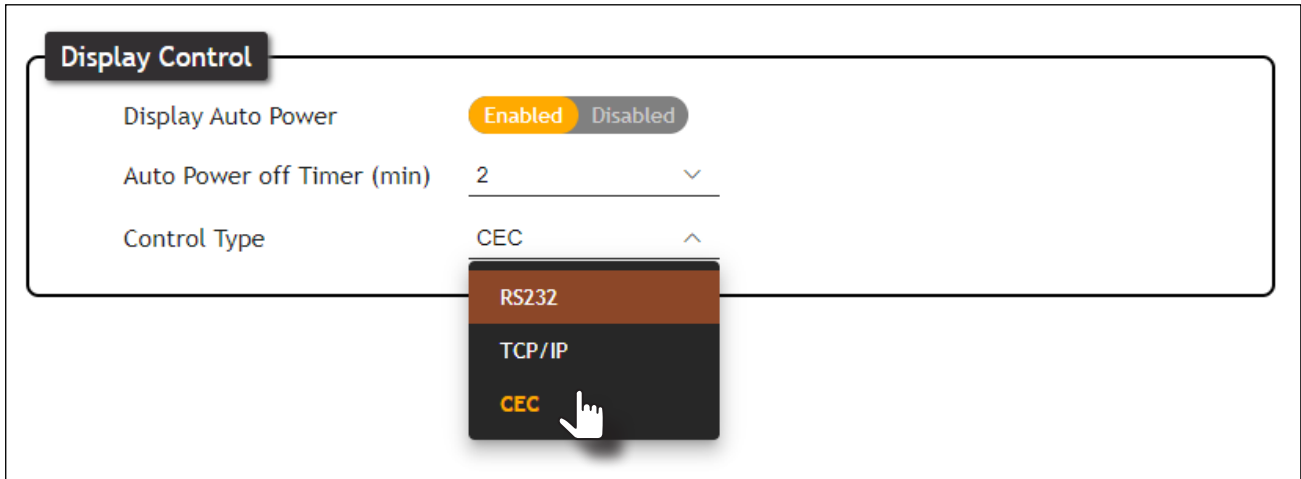 Display Control
Display Auto Power Enabled Disabled
Auto Power off Timer (min) 2
Control Type CEC
RS232
TCP/IP
CEC